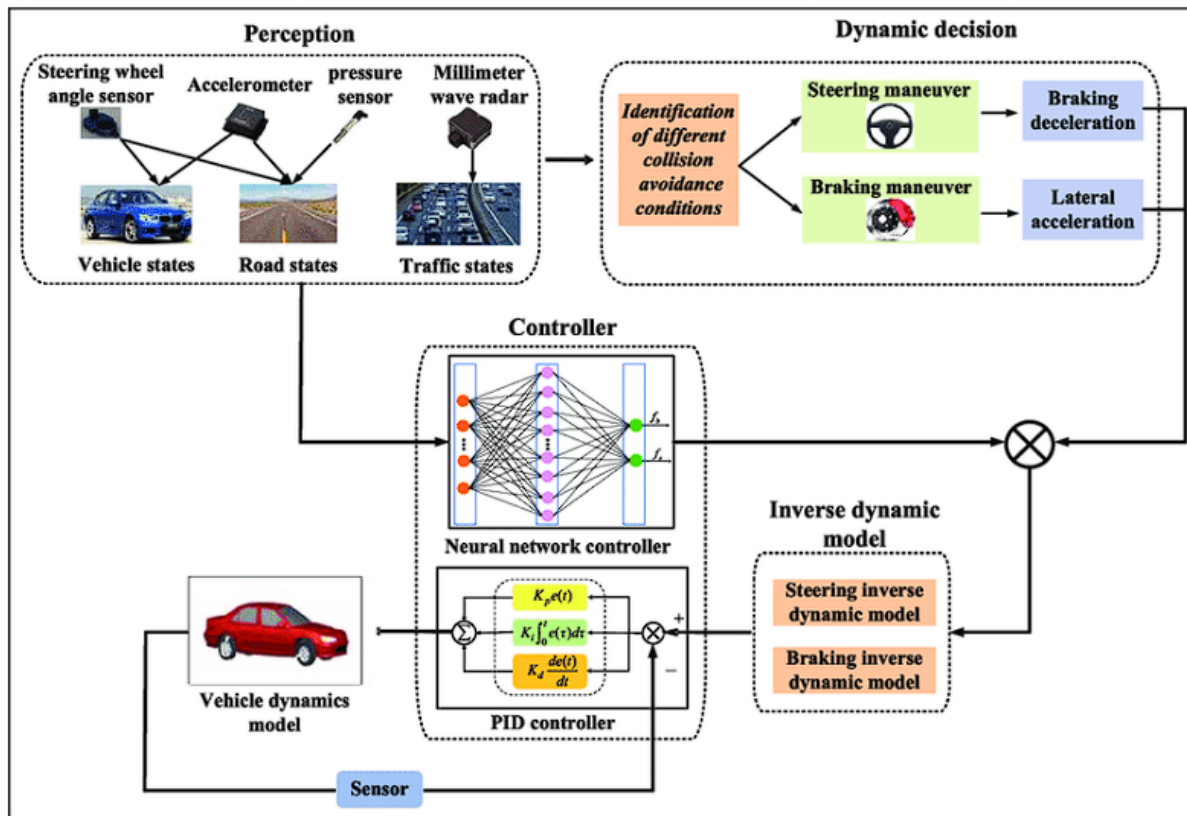 Perception
Steering wheel
angle sensor
Accelerometer
pressure
sensor
Millimeter
wave radar
Vehicle states
Road states
Traffic states
Dynamic decision
Identification
of different
collision
avoidance
conditions
Steering maneuver
Braking
deceleration
Braking maneuver
Lateral
acceleration
Controller
f_b
f_s
Neural network controller
Inverse dynamic
model
Steering inverse
dynamic model
Braking inverse
dynamic model
K_p e(t)
K_i ∫_0^t e(τ)dτ
K_d de(t)/dt
Σ
+
−
PID controller
Vehicle dynamics
model
Sensor